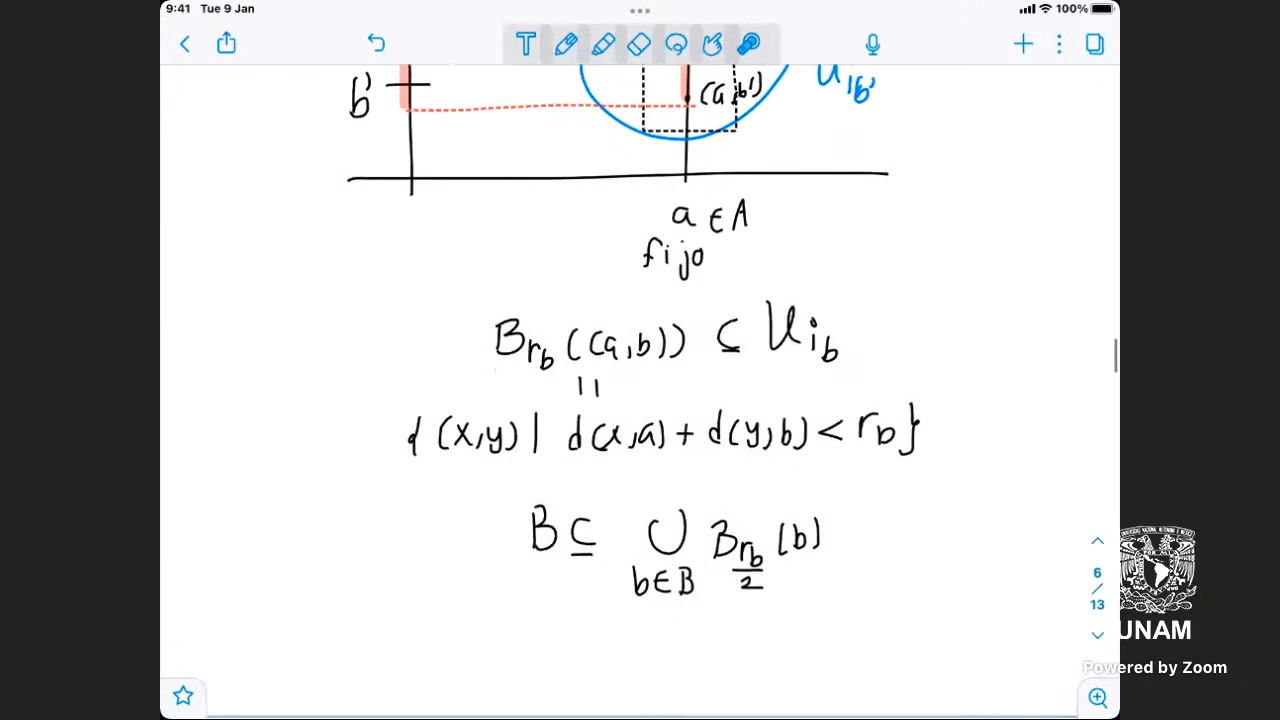 9:41 Tue 9 Jan
100%
T
b'
(a, b')
U_{i_{b'}}
a ∈ A
fijo
B_{r_b}((a,b)) ⊆ U_{i_b}
||
{(x,y) | d(x,a) + d(y,b) < r_b}
B ⊆ ∪_{b∈B} B_{\frac{r_b}{2}}(b)
6
/
13
UNAM
Powered by Zoom